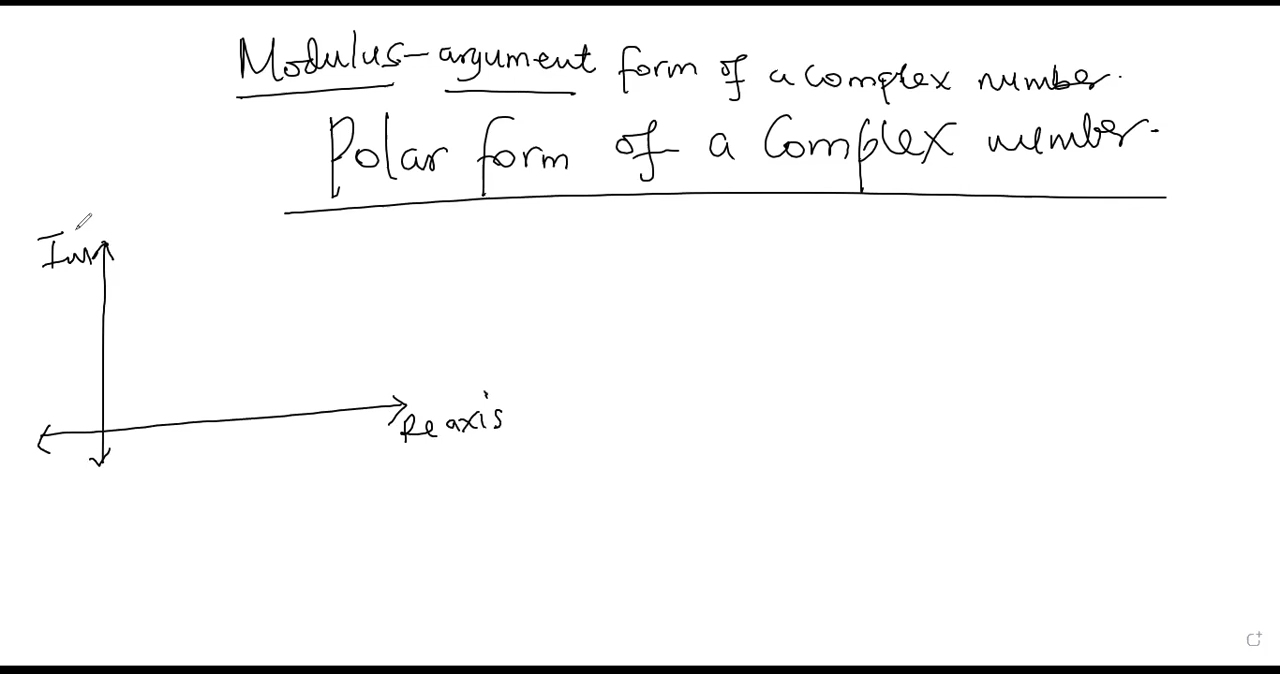 Modulus-argument form of a complex number.
Polar form of a Complex number.
Im
Re axis